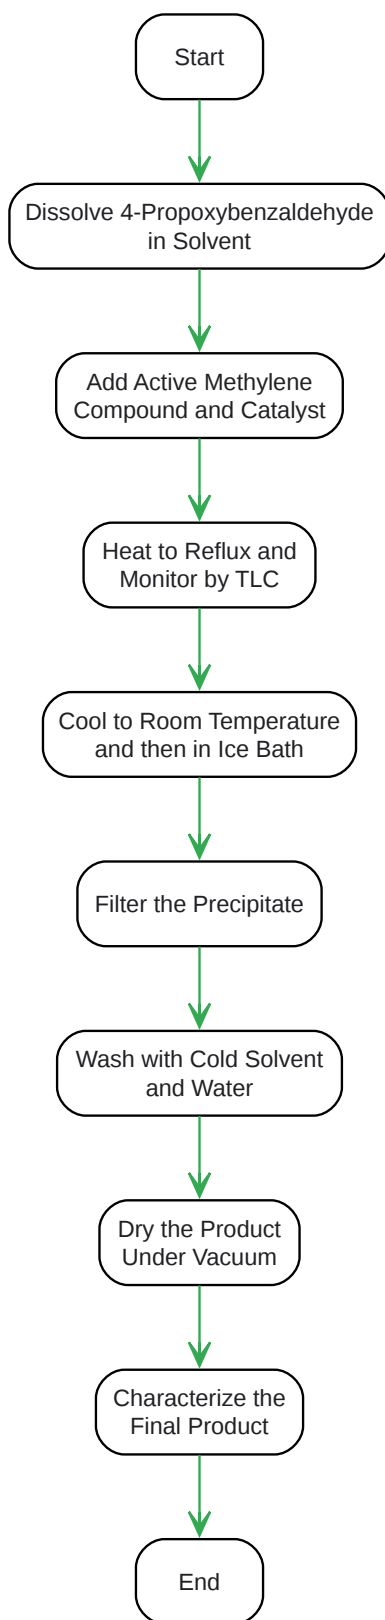 Start
Dissolve 4-Propoxybenzaldehyde
in Solvent
Add Active Methylene
Compound and Catalyst
Heat to Reflux and
Monitor by TLC
Cool to Room Temperature
and then in Ice Bath
Filter the Precipitate
Wash with Cold Solvent
and Water
Dry the Product
Under Vacuum
Characterize the
Final Product
End